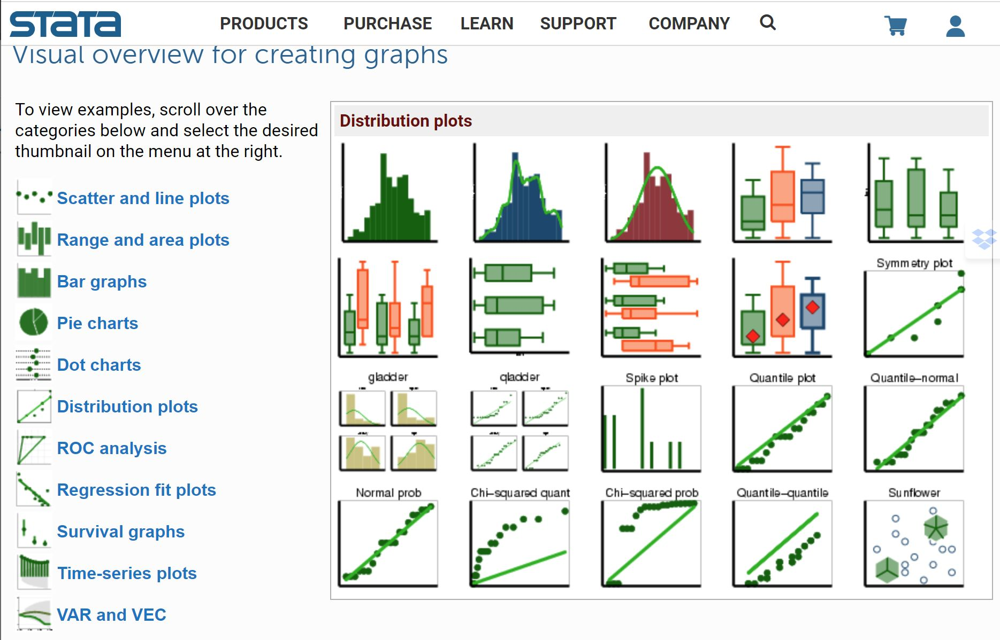 STATA
PRODUCTS PURCHASE LEARN SUPPORT COMPANY
Visual overview for creating graphs
To view examples, scroll over the
categories below and select the desired
thumbnail on the menu at the right.
Scatter and line plots
Range and area plots
Bar graphs
Pie charts
Dot charts
Distribution plots
ROC analysis
Regression fit plots
Survival graphs
Time-series plots
VAR and VEC
Distribution plots
Symmetry plot
gladder qladder Spike plot Quantile plot Quantile–normal
Normal prob Chi–squared quant Chi–squared prob Quantile–quantile Sunflower